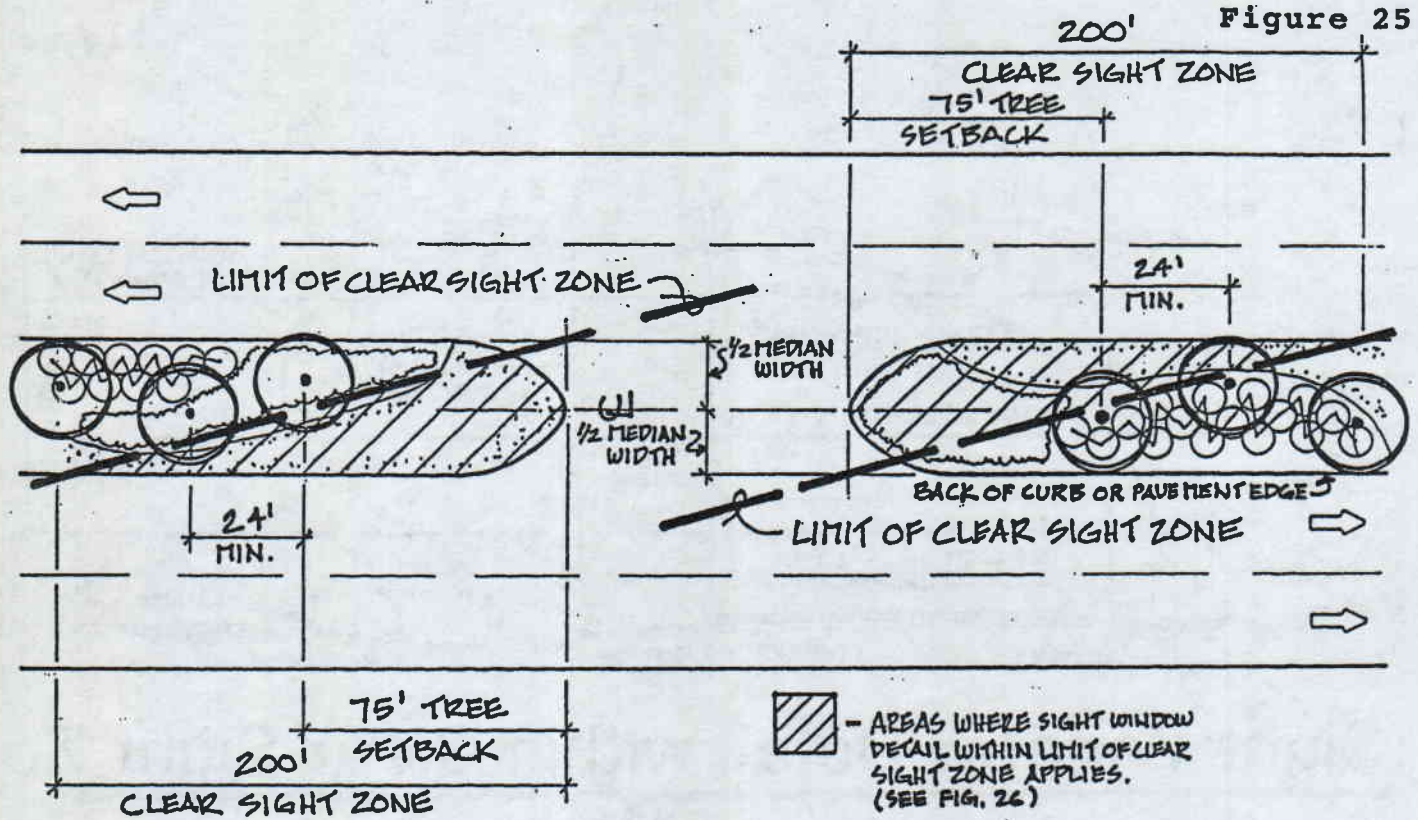 Figure 25
200'
CLEAR SIGHT ZONE
75' TREE
SETBACK
LIMIT OF CLEAR SIGHT ZONE
24'
MIN.
1/2 MEDIAN
WIDTH
1/2 MEDIAN
WIDTH
BACK OF CURB OR PAVEMENT EDGE
LIMIT OF CLEAR SIGHT ZONE
24'
MIN.
75' TREE
SETBACK
200'
CLEAR SIGHT ZONE
- AREAS WHERE SIGHT WINDOW
DETAIL WITHIN LIMIT OF CLEAR
SIGHT ZONE APPLIES.
(SEE FIG. 26)